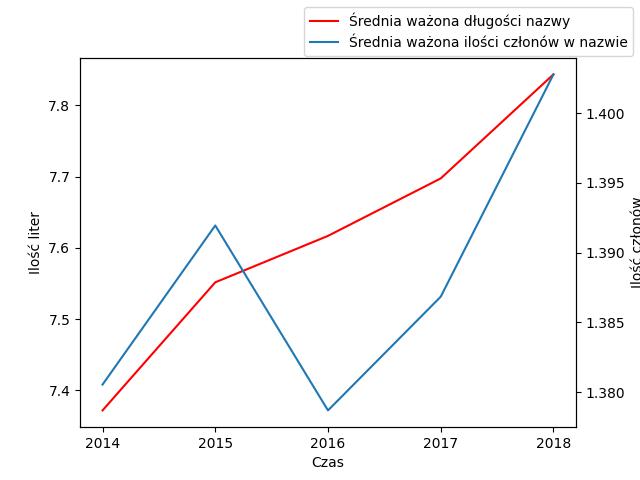 Średnia ważona długości nazwy
Średnia ważona ilości członów w nazwie
7.8
7.7
7.6
7.5
7.4
Ilość liter
1.400
1.395
1.390
1.385
1.380
Ilość członów
2014 2015 2016 2017 2018
Czas